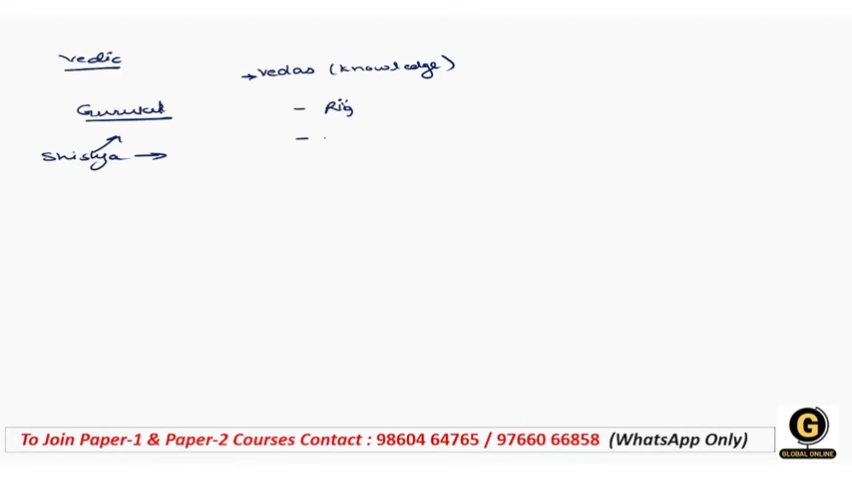 Vedic
→ Vedas (Knowledge)
Gurukul
- Rig
-
Shishya →
To Join Paper-1 & Paper-2 Courses Contact : 98604 64765 / 97660 66858 (WhatsApp Only)
G
GLOBAL ONLINE